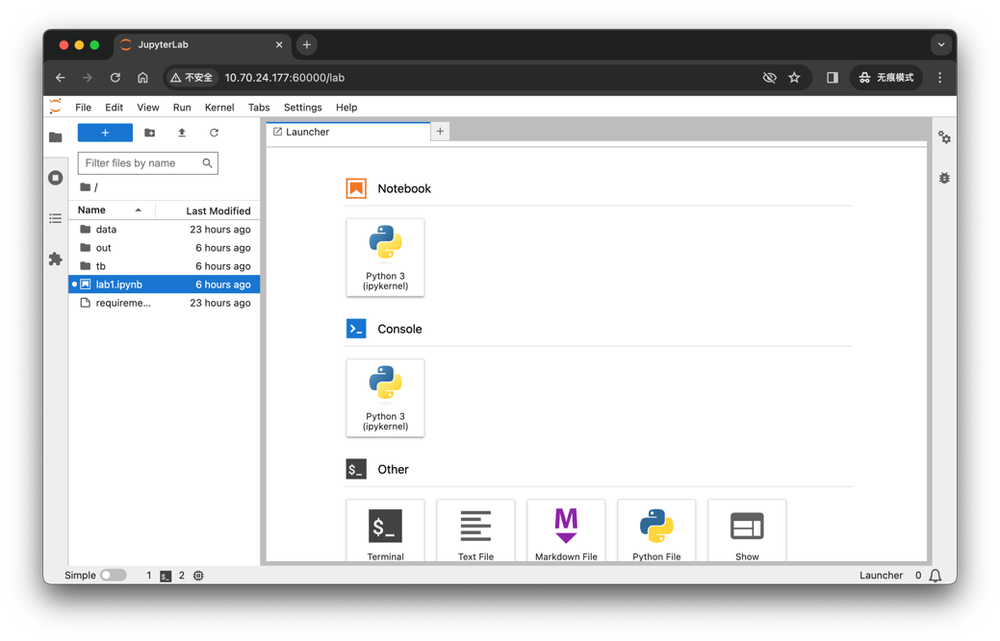 JupyterLab
不安全 10.70.24.177:60000/lab 无痕模式
File Edit View Run Kernel Tabs Settings Help
Launcher
Filter files by name
/
Name Last Modified
data 23 hours ago
out 6 hours ago
tb 6 hours ago
lab1.ipynb 6 hours ago
requireme... 23 hours ago
Notebook
Python 3
(ipykernel)
Console
Python 3
(ipykernel)
$_ Other
$_
M
Terminal Text File Markdown File Python File Show
Simple 1 $_ 2 Launcher 0